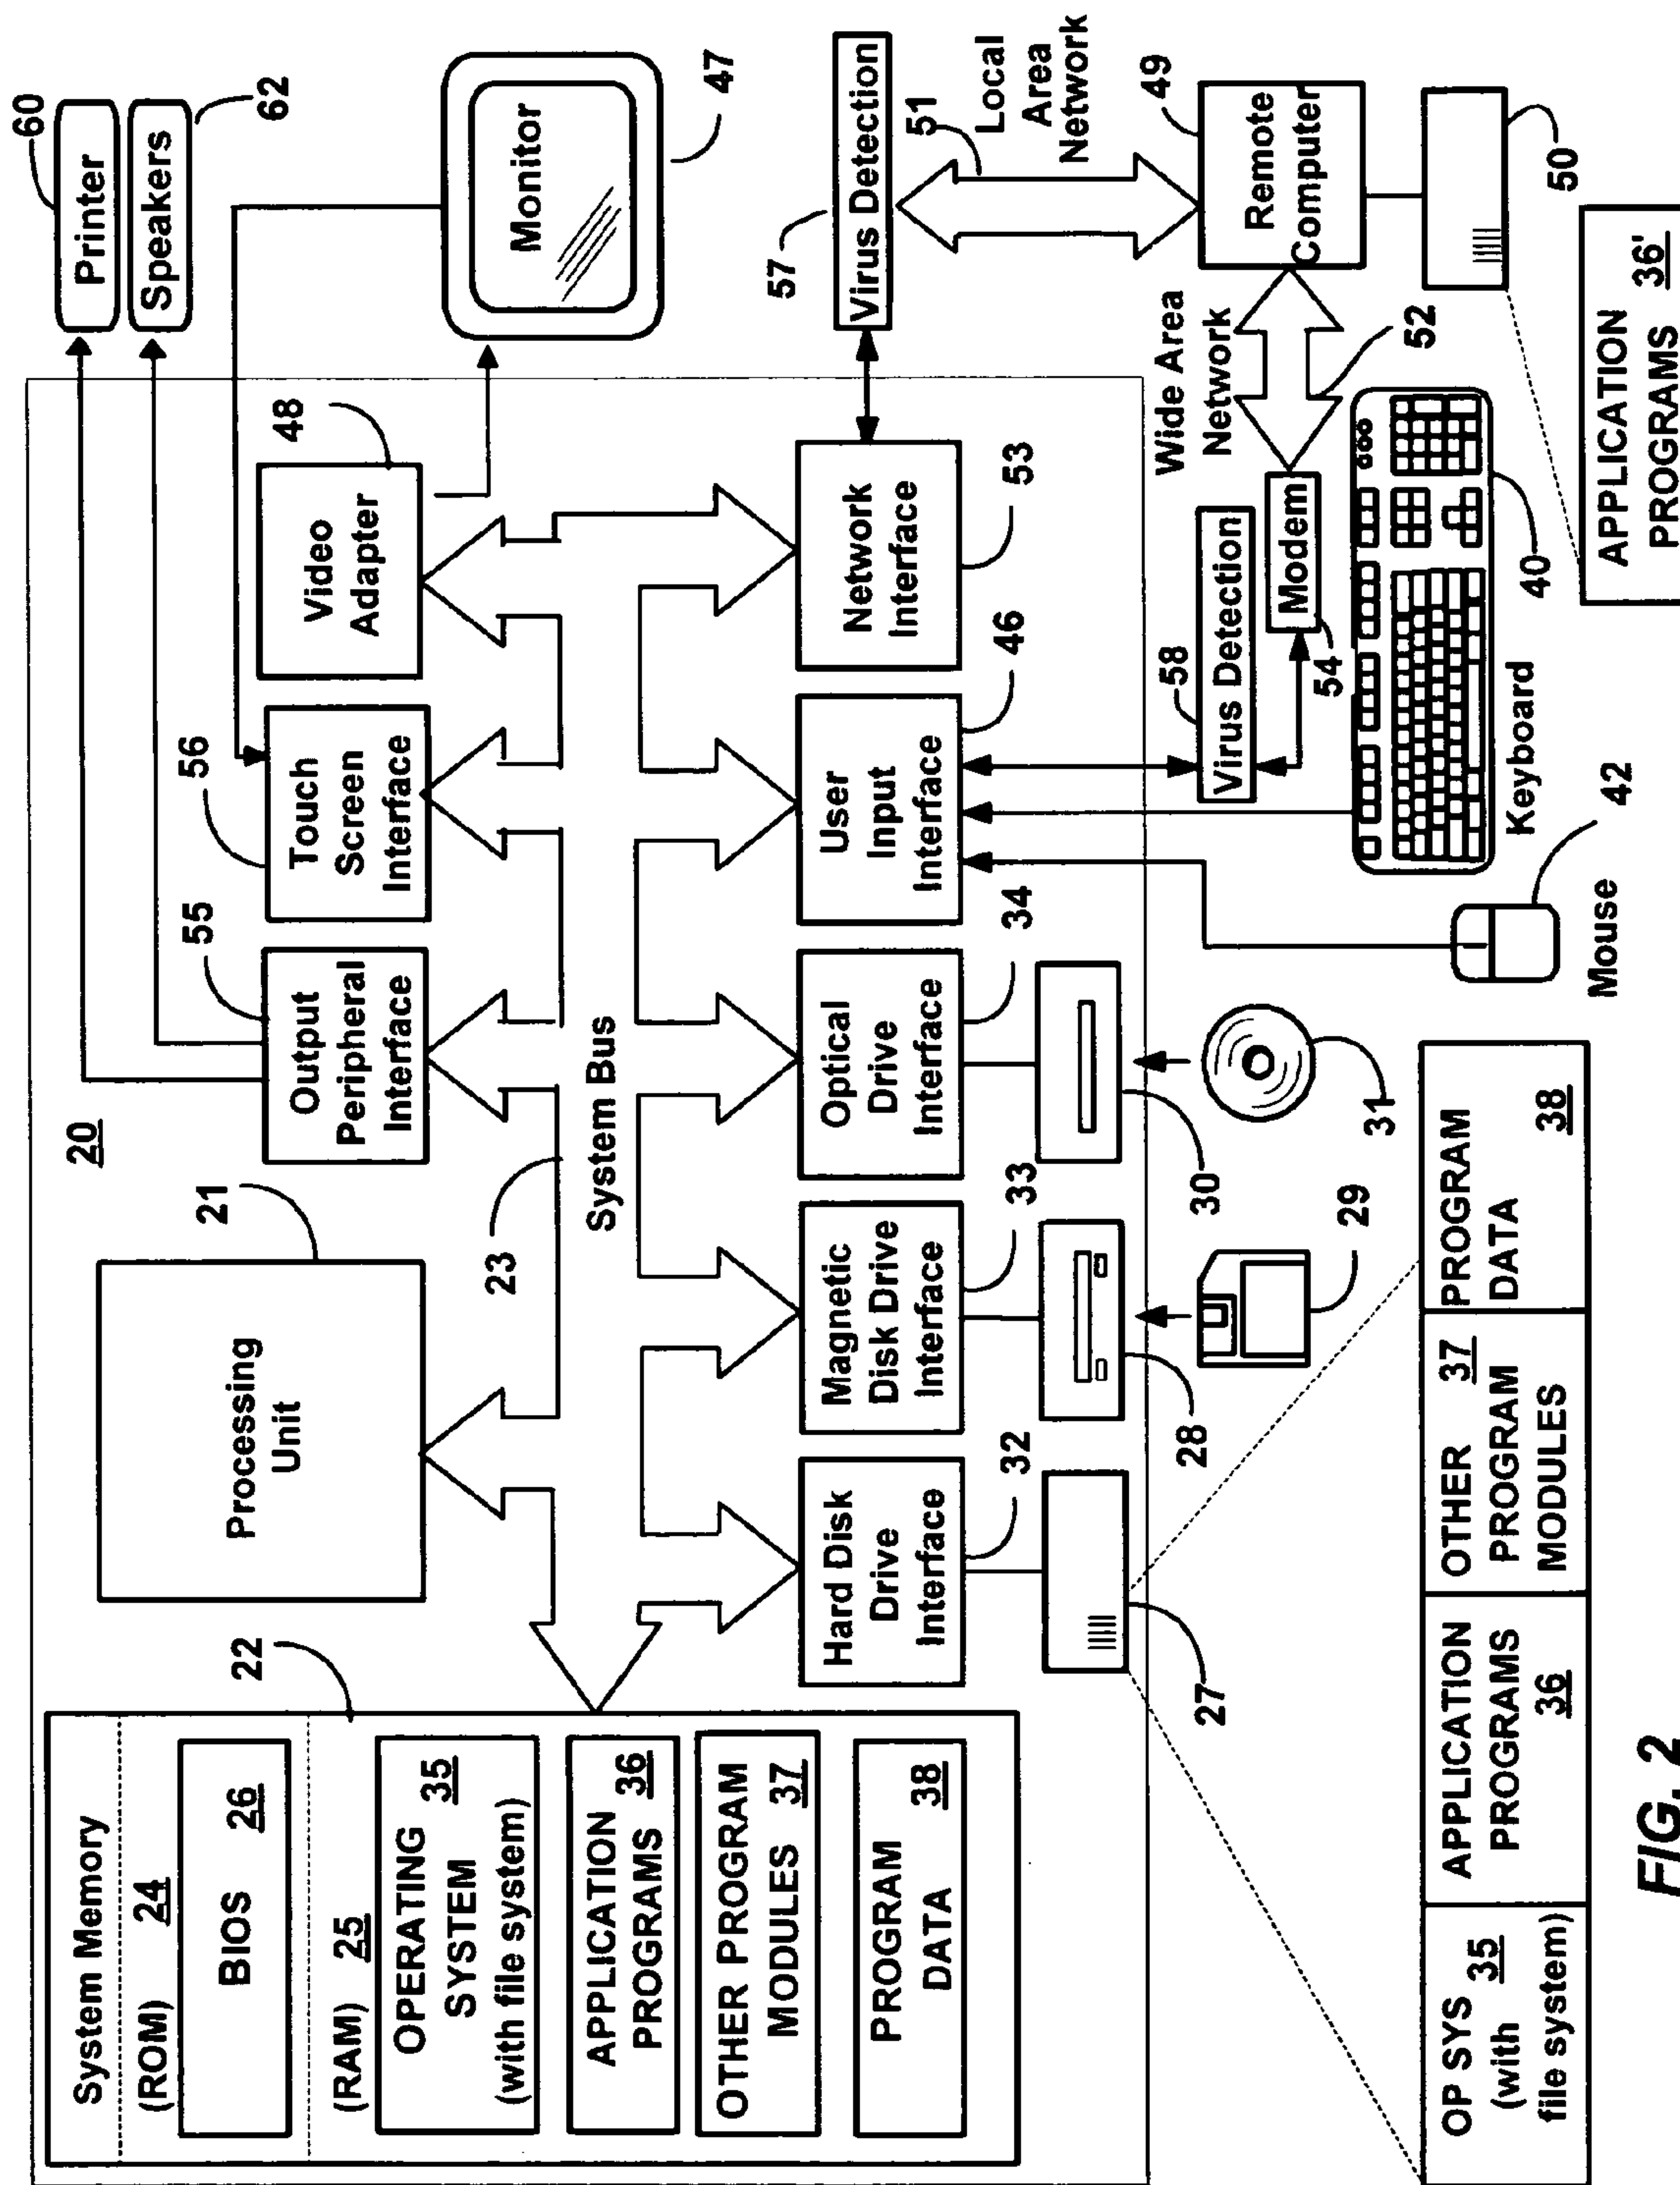 System Memory
(ROM) 24
BIOS 26
(RAM) 25
OPERATING
SYSTEM 35
(with file system)
APPLICATION
PROGRAMS 36
OTHER PROGRAM
MODULES 37
PROGRAM
DATA 38
22
Processing
Unit
21
20
23
System Bus
55
Output
Peripheral
Interface
56
Touch
Screen
Interface
48
Video
Adapter
60
Printer
Speakers
62
Monitor
47
Hard Disk
Drive
Interface
32
Magnetic
Disk Drive
Interface
33
Optical
Drive
Interface
34
User
Input
Interface
46
Network
Interface
53
57
Virus Detection
51
Local
Area
Network
27
28
29
30
31
58
Virus Detection
Modem
54
Wide Area
Network
52
Remote
Computer
49
50
Mouse
42
Keyboard
40
OP SYS 35
(with
file system)
APPLICATION
PROGRAMS
36
OTHER 37
PROGRAM
MODULES
PROGRAM
DATA 38
APPLICATION
PROGRAMS 36'
FIG. 2